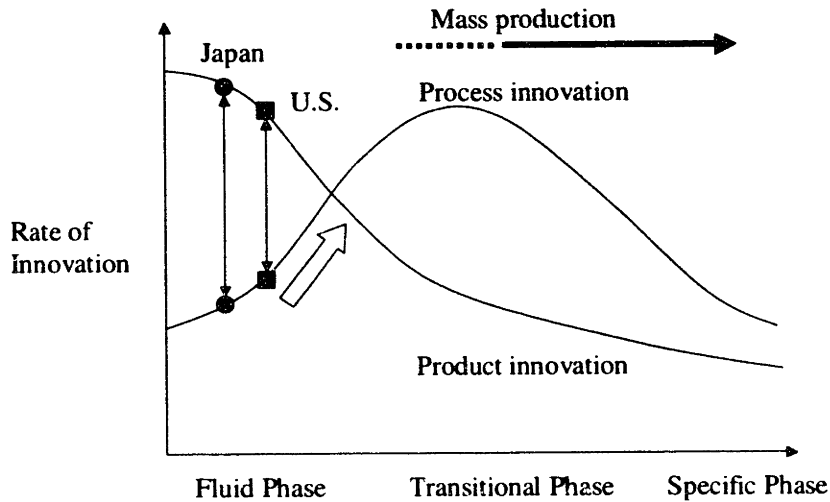 Mass production
Japan
U.S.
Process innovation
Rate of
Innovation
Product innovation
Fluid Phase
Transitional Phase
Specific Phase